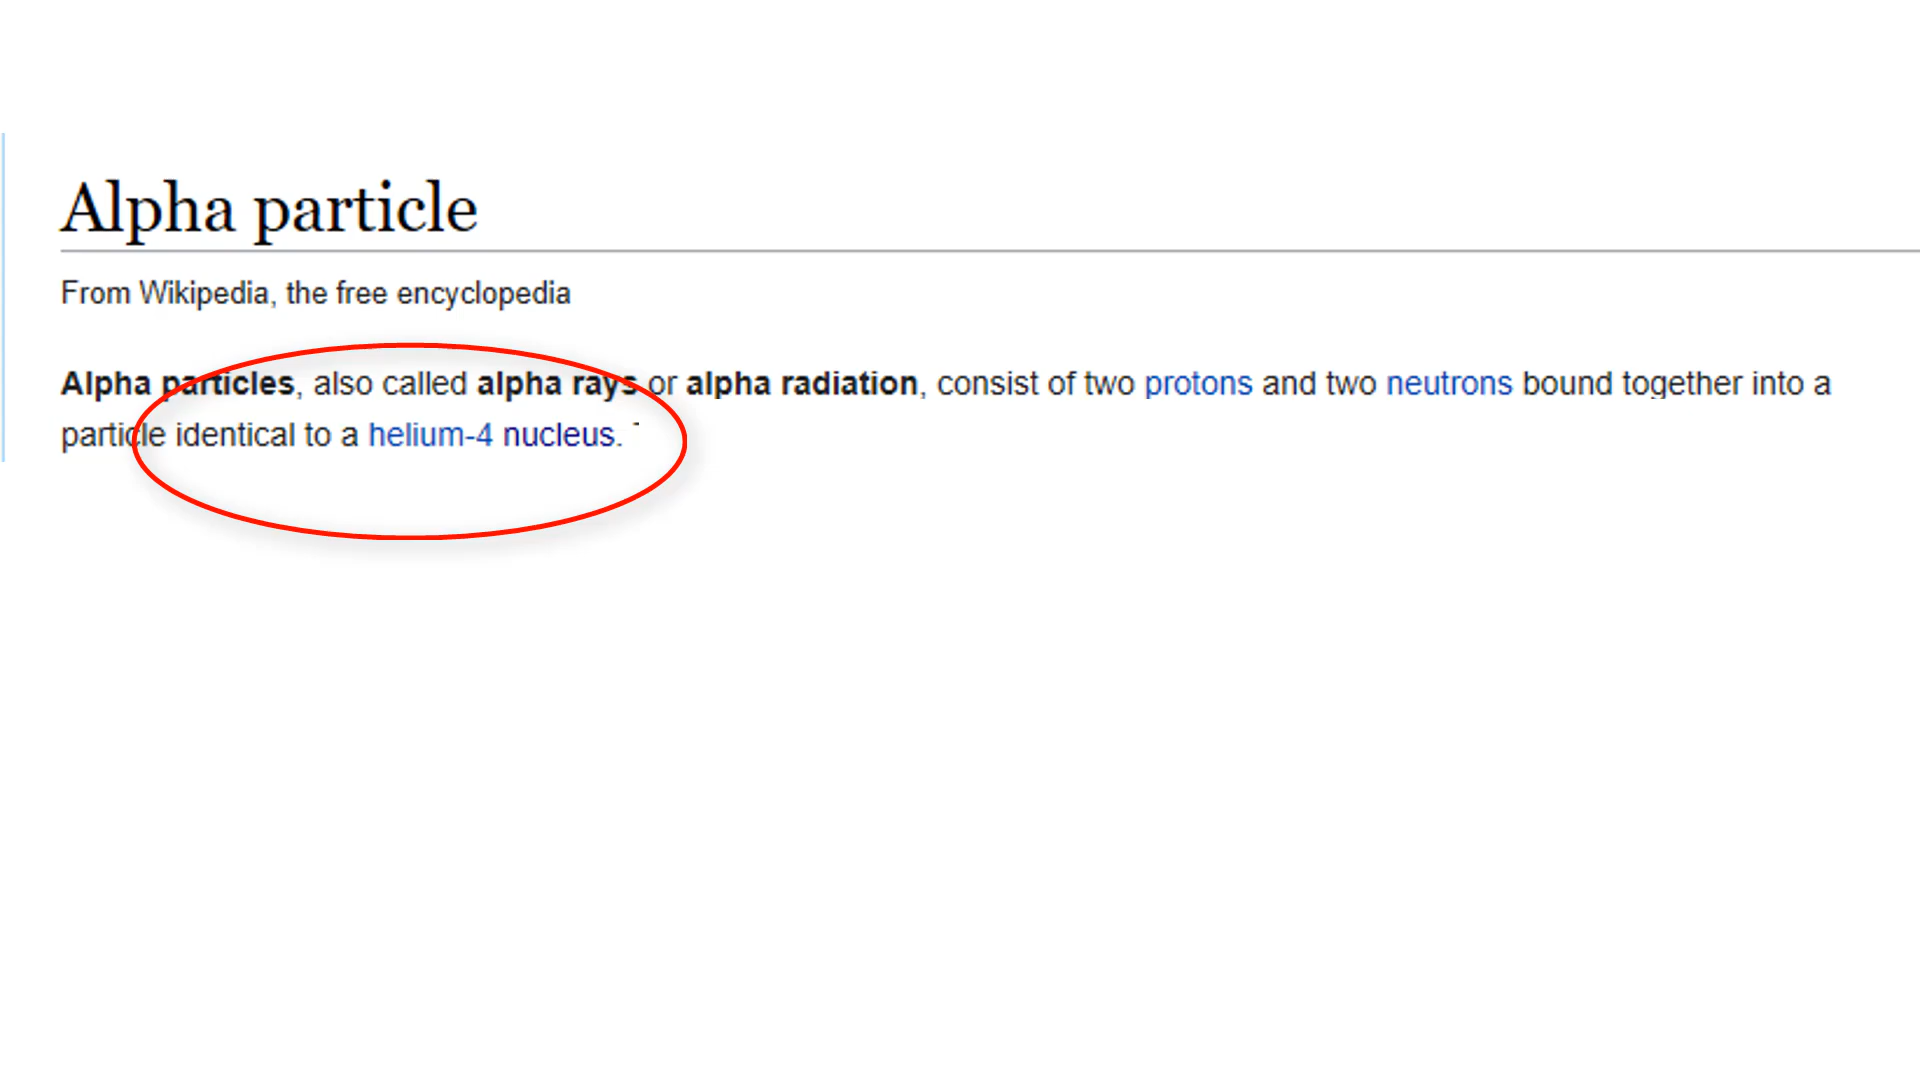 Alpha particle
From Wikipedia, the free encyclopedia
Alpha particles, also called alpha rays or alpha radiation, consist of two protons and two neutrons bound together into a
particle identical to a helium-4 nucleus.